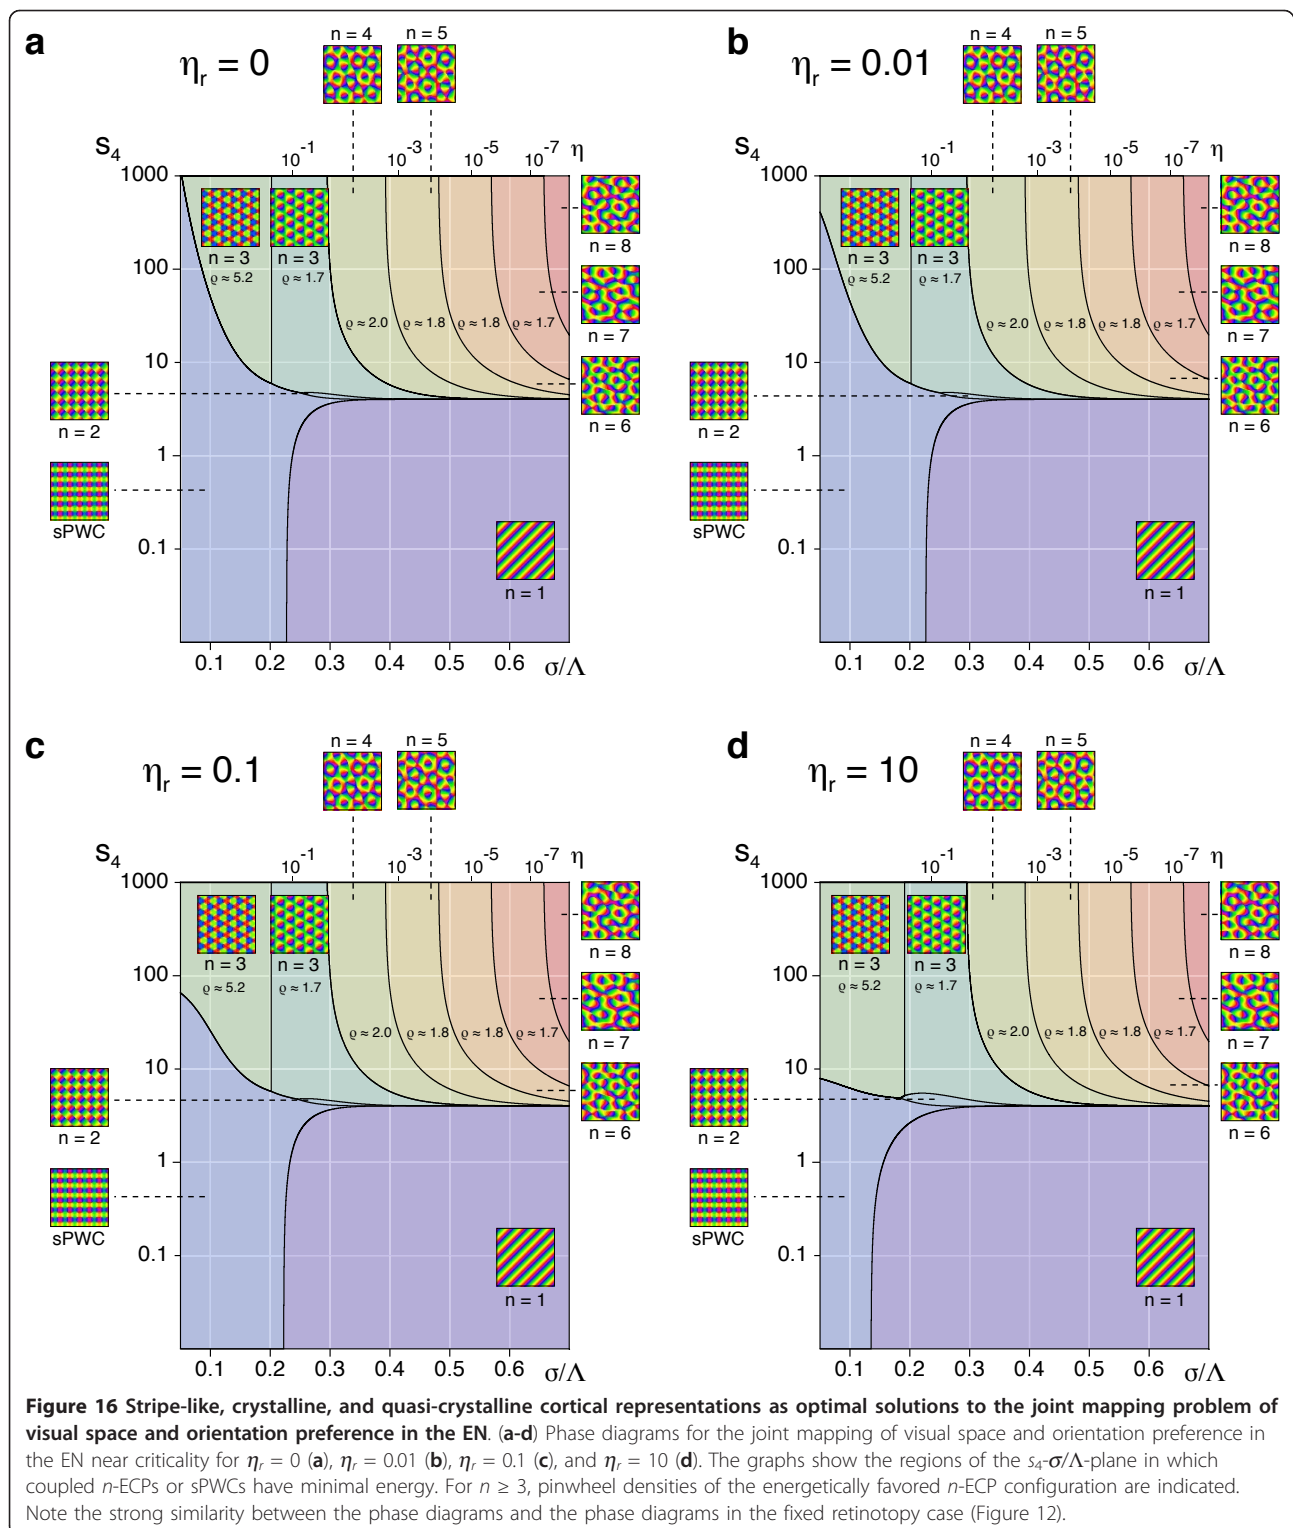 a
η_r = 0
n = 4
n = 5
S₄
10⁻¹ 10⁻³ 10⁻⁵ 10⁻⁷ η
1000
100
10
1
0.1
n = 3
ϱ ≈ 5.2
n = 3
ϱ ≈ 1.7
ϱ ≈ 2.0
ϱ ≈ 1.8
ϱ ≈ 1.8
ϱ ≈ 1.7
n = 8
n = 7
n = 6
n = 2
sPWC
n = 1
0.1 0.2 0.3 0.4 0.5 0.6 σ/Λ
b
η_r = 0.01
n = 4
n = 5
S₄
10⁻¹ 10⁻³ 10⁻⁵ 10⁻⁷ η
1000
100
10
1
0.1
n = 3
ϱ ≈ 5.2
n = 3
ϱ ≈ 1.7
ϱ ≈ 2.0
ϱ ≈ 1.8
ϱ ≈ 1.8
ϱ ≈ 1.7
n = 8
n = 7
n = 6
n = 2
sPWC
n = 1
0.1 0.2 0.3 0.4 0.5 0.6 σ/Λ
c
η_r = 0.1
n = 4
n = 5
S₄
10⁻¹ 10⁻³ 10⁻⁵ 10⁻⁷ η
1000
100
10
1
0.1
n = 3
ϱ ≈ 5.2
n = 3
ϱ ≈ 1.7
ϱ ≈ 2.0
ϱ ≈ 1.8
ϱ ≈ 1.8
ϱ ≈ 1.7
n = 8
n = 7
n = 6
n = 2
sPWC
n = 1
0.1 0.2 0.3 0.4 0.5 0.6 σ/Λ
d
η_r = 10
n = 4
n = 5
S₄
10⁻¹ 10⁻³ 10⁻⁵ 10⁻⁷ η
1000
100
10
1
0.1
n = 3
ϱ ≈ 5.2
n = 3
ϱ ≈ 1.7
ϱ ≈ 2.0
ϱ ≈ 1.8
ϱ ≈ 1.8
ϱ ≈ 1.7
n = 8
n = 7
n = 6
n = 2
sPWC
n = 1
0.1 0.2 0.3 0.4 0.5 0.6 σ/Λ
Figure 16 Stripe-like, crystalline, and quasi-crystalline cortical representations as optimal solutions to the joint mapping problem of
visual space and orientation preference in the EN. (a-d) Phase diagrams for the joint mapping of visual space and orientation preference in
the EN near criticality for η_r = 0 (a), η_r = 0.01 (b), η_r = 0.1 (c), and η_r = 10 (d). The graphs show the regions of the s₄-σ/Λ-plane in which
coupled n-ECPs or sPWCs have minimal energy. For n ≥ 3, pinwheel densities of the energetically favored n-ECP configuration are indicated.
Note the strong similarity between the phase diagrams and the phase diagrams in the fixed retinotopy case (Figure 12).